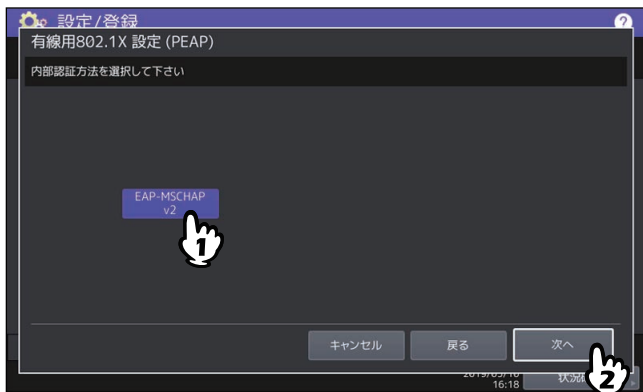 設定/登録
?
有線用802.1X 設定 (PEAP)
内部認証方法を選択して下さい
EAP-MSCHAP
v2
1
キャンセル
戻る
次へ
2
16:18